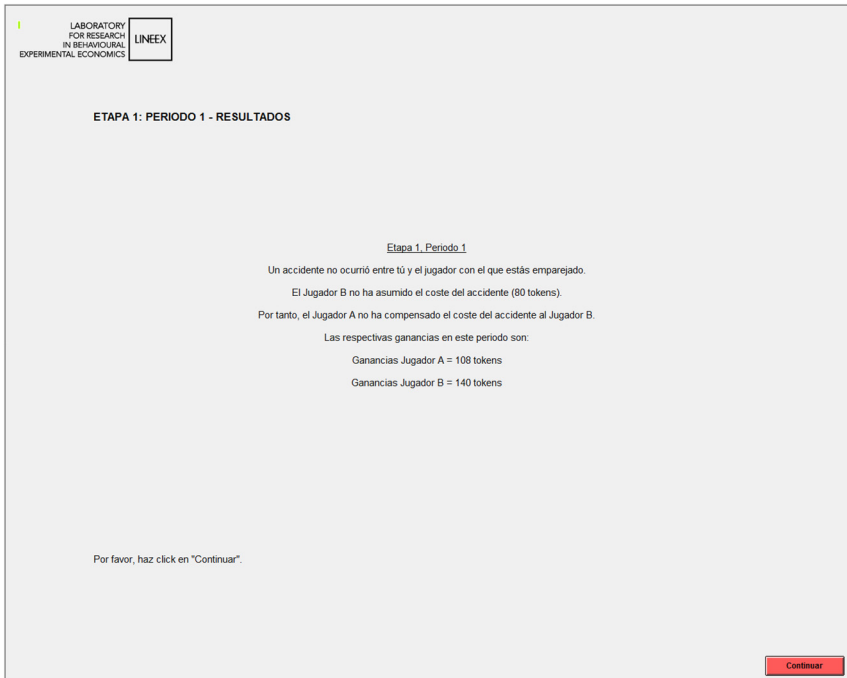 LABORATORY
FOR RESEARCH
IN BEHAVIOURAL
EXPERIMENTAL ECONOMICS
LINEEX
ETAPA 1: PERIODO 1 - RESULTADOS
Etapa 1, Periodo 1
Un accidente no ocurrió entre tú y el jugador con el que estás emparejado.
El Jugador B no ha asumido el coste del accidente (80 tokens).
Por tanto, el Jugador A no ha compensado el coste del accidente al Jugador B.
Las respectivas ganancias en este periodo son:
Ganancias Jugador A = 108 tokens
Ganancias Jugador B = 140 tokens
Por favor, haz click en "Continuar".
Continuar